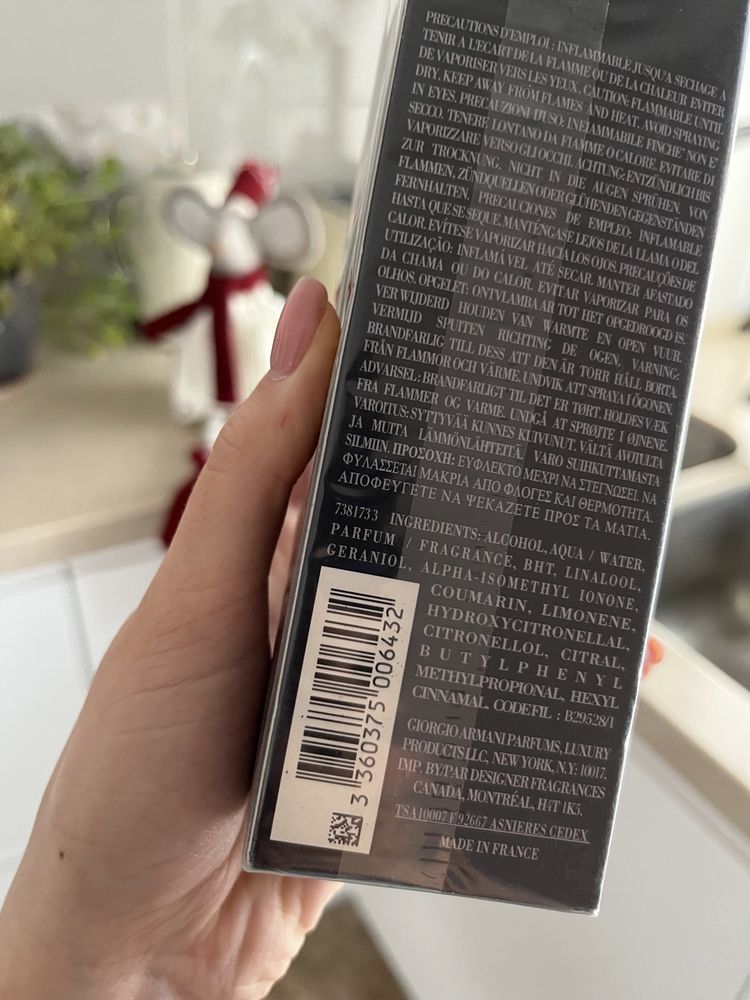 PRECAUTIONS D'EMPLOI : INFLAMMABLE JUSQU'A SECHAGE A
TENIR A L'ECART DE LA FLAMME OU DE LA CHALEUR. EVITER
DE VAPORISER VERS LES YEUX. CAUTION: FLAMMABLE UNTIL
DRY. KEEP AWAY FROM FLAMES AND HEAT. AVOID SPRAYING
IN EYES. PRECAUZIONI D'USO: INFIAMMABILE FINCHE' NON E'
SECCO. TENERE LONTANO DA FIAMME O CALORE. EVITARE DI
VAPORIZZARE VERSO GLI OCCHI. ACHTUNG: ENTZÜNDLICH BIS
ZUR TROCKNUNG. NICHT IN DIE AUGEN SPRÜHEN. VON
FLAMMEN, ZÜNDQUELLEN ODER GLÜHENDEN GEGENSTÄNDEN
FERNHALTEN. PRECAUCIONES DE EMPLEO: INFLAMABLE
HASTA QUE SE SEQUE. MANTÉNGASE LEJOS DE LA LLAMA O DEL
CALOR. EVÍTESE VAPORIZAR HACIA LOS OJOS. PRECAUÇÕES DE
UTILIZAÇÃO: INFLAMÁVEL ATÉ SECAR. MANTER AFASTADO
DA CHAMA OU DO CALOR. EVITAR VAPORIZAR PARA OS
OLHOS. OPGELET: ONTVLAMBAAR TOT HET OPGEDROOGD IS.
VERWIJDERD HOUDEN VAN WARMTE EN OPEN VUUR.
VERMIJD SPUITEN RICHTING DE OGEN, VARNING:
BRANDFARLIG TILL DESS ATT DEN ÄR TORR HÅLL BORTA
FRÅN FLAMMOR OCH VÄRME. UNDVIK ATT SPRAYA I ÖGONEN.
ADVARSEL: BRANDFARLIGT TIL DET ER TØRT. HOLDES VÆK
FRA FLAMMER OG VARME. UNDGÅ AT SPRØJTE I ØJNENE.
VAROITUS: SYTTYVÄÄ KUNNES KUIVUNUT. VÄLTÄ AVOTULTA
JA MUITA LÄMMÖNLÄHTEITÄ. VARO SUIHKUTTAMASTA
SILMIIN. ΠΡΟΣΟΧΗ: ΕΥΦΛΕΚΤΟ ΜΕΧΡΙ ΝΑ ΣΤΕΓΝΩΣΕΙ. ΝΑ
ΦΥΛΑΣΣΕΤΑΙ ΜΑΚΡΙΑ ΑΠΟ ΦΛΟΓΕΣ ΚΑΙ ΘΕΡΜΟΤΗΤΑ.
ΑΠΟΦΕΥΓΕΤΕ ΝΑ ΨΕΚΑΖΕΤΕ ΠΡΟΣ ΤΑ ΜΑΤΙΑ.
738173 3 INGREDIENTS: ALCOHOL, AQUA / WATER,
PARFUM / FRAGRANCE, BHT, LINALOOL,
GERANIOL, ALPHA-ISOMETHYL IONONE,
COUMARIN, LIMONENE,
HYDROXYCITRONELLAL,
CITRONELLOL, CITRAL,
BUTYLPHENYL
METHYLPROPIONAL, HEXYL
CINNAMAL. CODE FIL : B29528/1
3 360375 006432
GIORGIO ARMANI PARFUMS, LUXURY
PRODUCTS LLC, NEW YORK, N.Y. 10017.
IMP. BY/PAR DESIGNER FRAGRANCES
CANADA, MONTRÉAL, H4T 1K5.
TSA 10007 F 92667 ASNIERES CEDEX
MADE IN FRANCE